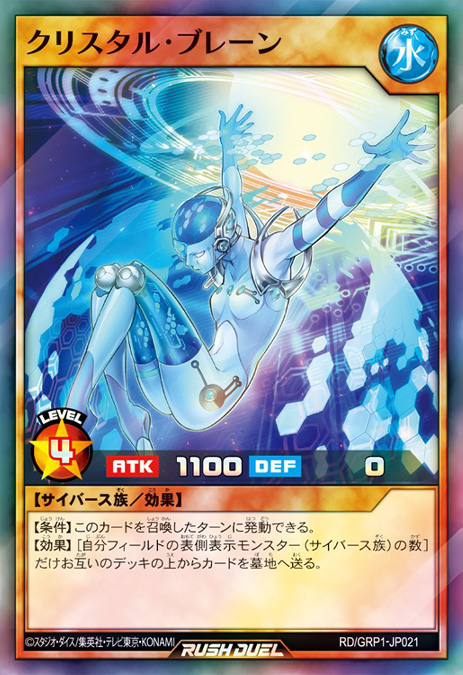 クリスタル・ブレーン
みず
水
LEVEL
4
ATK 1100 DEF 0
【サイバース族／効果】
【条件】このカードを召喚したターンに発動できる。
【効果】［自分フィールドの表側表示モンスター（サイバース族）の数］
だけお互いのデッキの上からカードを墓地へ送る。
©スタジオ・ダイス/集英社・テレビ東京・KONAMI
RUSH DUEL
RD/GRP1-JP021